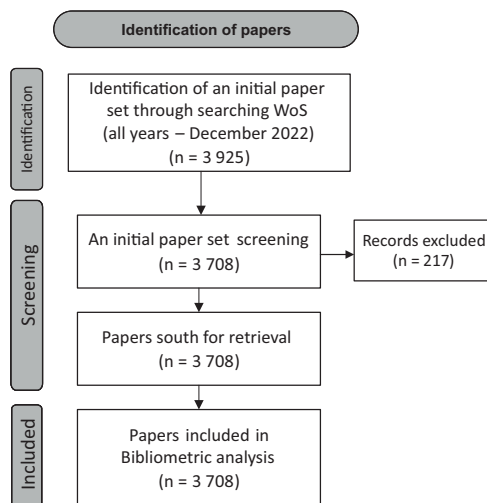 Identification of papers
Identification
Identification of an initial paper
set through searching WoS
(all years – December 2022)
(n = 3 925)
Screening
An initial paper set screening
(n = 3 708)
Records excluded
(n = 217)
Papers south for retrieval
(n = 3 708)
Included
Papers included in
Bibliometric analysis
(n = 3 708)